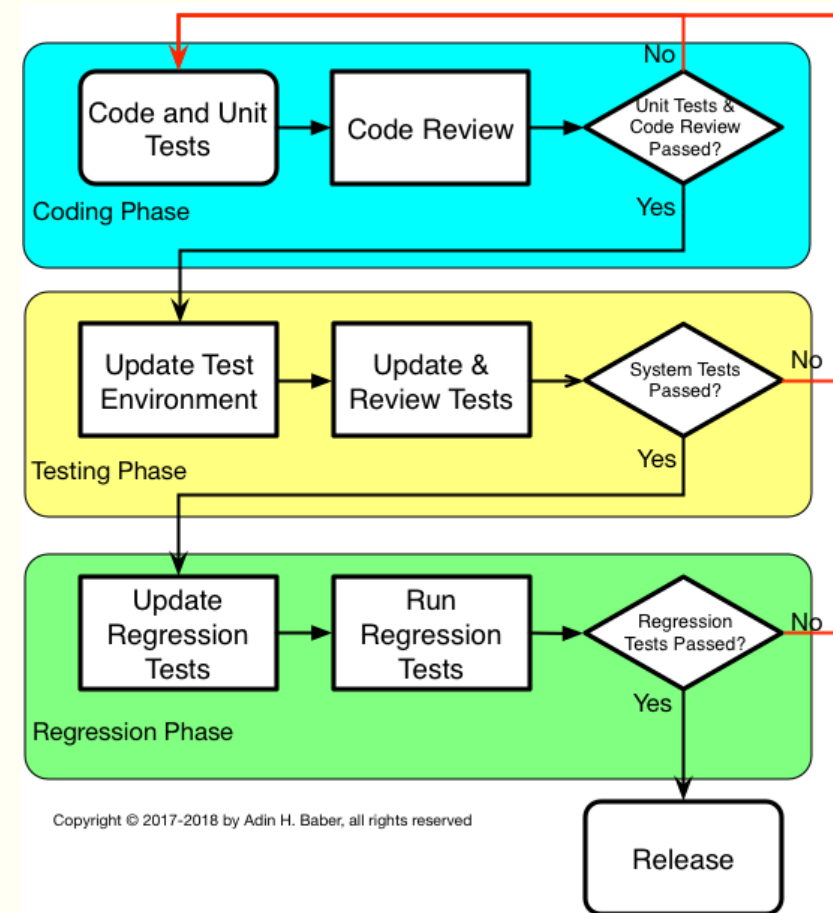 No
Code and Unit
Tests
Code Review
Unit Tests &
Code Review
Passed?
Coding Phase
Yes
Update Test
Environment
Update &
Review Tests
System Tests
Passed?
No
Testing Phase
Yes
Update
Regression
Tests
Run
Regression
Tests
Regression
Tests Passed?
No
Regression Phase
Yes
Copyright © 2017-2018 by Adin H. Baber, all rights reserved
Release